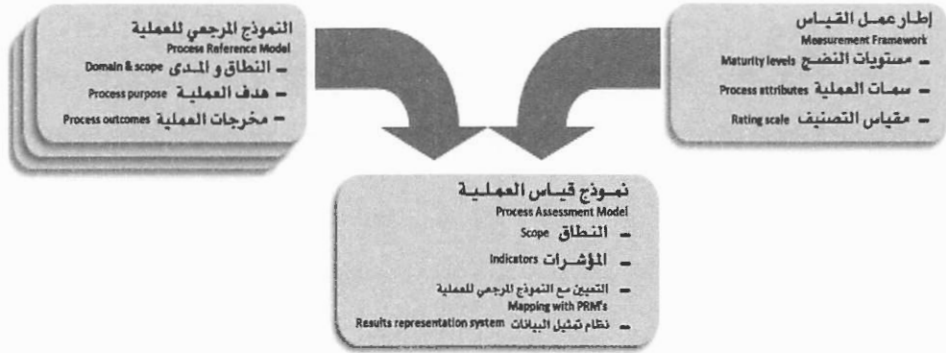 إطار عمل القياس
Measurement Framework
– مستويات النضج Maturity levels
– سمات العملية Process attributes
– مقياس التصنيف Rating scale
النموذج المرجعي للعملية
Process Reference Model
– النطاق و المدى Domain & scope
– هدف العملية Process purpose
– مخرجات العملية Process outcomes
نموذج قياس العملية
Process Assessment Model
– النطاق Scope
– المؤشرات Indicators
– التعيين مع النموذج المرجعي للعملية
Mapping with PRM's
– نظام تمثيل البيانات Results representation system